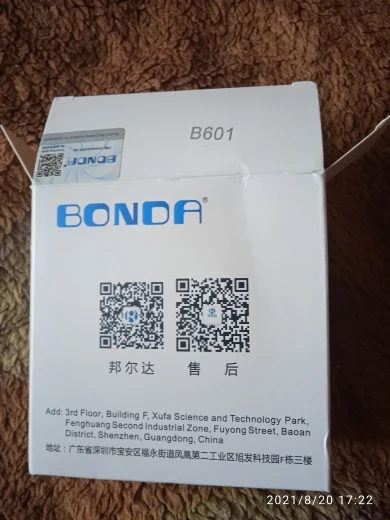 B601
BONDA®
邦尔达 售后
Add: 3rd Floor, Building F, Xufa Science and Technology Park,
Fenghuang Second Industrial Zone, Fuyong Street, Baoan
District, Shenzhen, Guangdong, China
地址：广东省深圳市宝安区福永街道凤凰第二工业区旭发科技园F栋三楼
2021/8/20 17:22